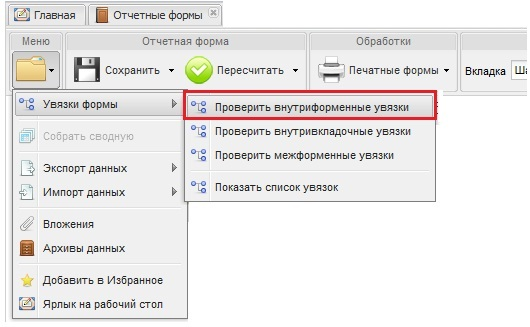 Главная
Отчетные формы
Меню
Отчетная форма
Обработки
Сохранить
Пересчитать
Печатные формы
Вкладка
Увязки формы
Проверить внутриформенные увязки
Проверить внутривкладочные увязки
Проверить межформенные увязки
Показать список увязок
Собрать сводную
Экспорт данных
Импорт данных
Вложения
Архивы данных
Добавить в Избранное
Ярлык на рабочий стол